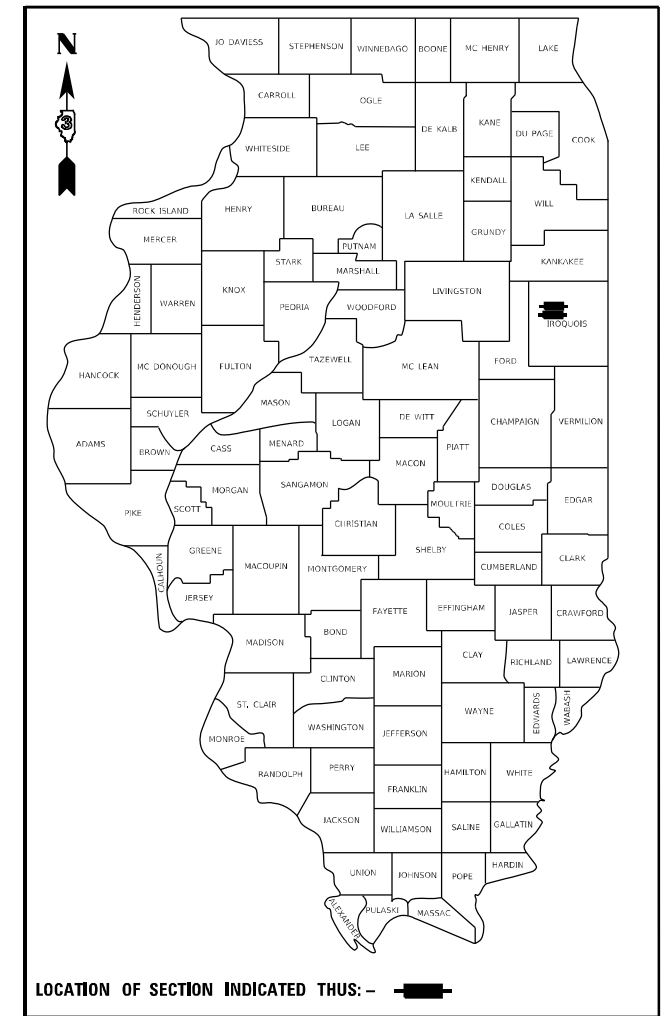 JO DAVIESS STEPHENSON WINNEBAGO BOONE MC HENRY LAKE
N
CARROLL OGLE
3
DE KALB KANE DU PAGE COOK
WHITESIDE LEE
KENDALL
ROCK ISLAND HENRY BUREAU LA SALLE WILL
MERCER PUTNAM GRUNDY
STARK MARSHALL KANKAKEE
HENDERSON WARREN KNOX PEORIA WOODFORD LIVINGSTON
IROQUOIS
HANCOCK MC DONOUGH FULTON TAZEWELL MC LEAN FORD
MASON
SCHUYLER LOGAN DE WITT CHAMPAIGN VERMILION
ADAMS BROWN CASS MENARD PIATT
MACON
MORGAN SANGAMON DOUGLAS
PIKE SCOTT MOULTRIE EDGAR
CHRISTIAN COLES
GREENE SHELBY
CALHOUN MACOUPIN MONTGOMERY CUMBERLAND CLARK
JERSEY
FAYETTE EFFINGHAM JASPER CRAWFORD
MADISON BOND
CLAY RICHLAND LAWRENCE
CLINTON MARION
ST. CLAIR WAYNE EDWARDS WABASH
WASHINGTON JEFFERSON
MONROE
RANDOLPH PERRY HAMILTON WHITE
FRANKLIN
JACKSON WILLIAMSON SALINE GALLATIN
UNION JOHNSON POPE HARDIN
ALEXANDER PULASKI MASSAC
LOCATION OF SECTION INDICATED THUS: –